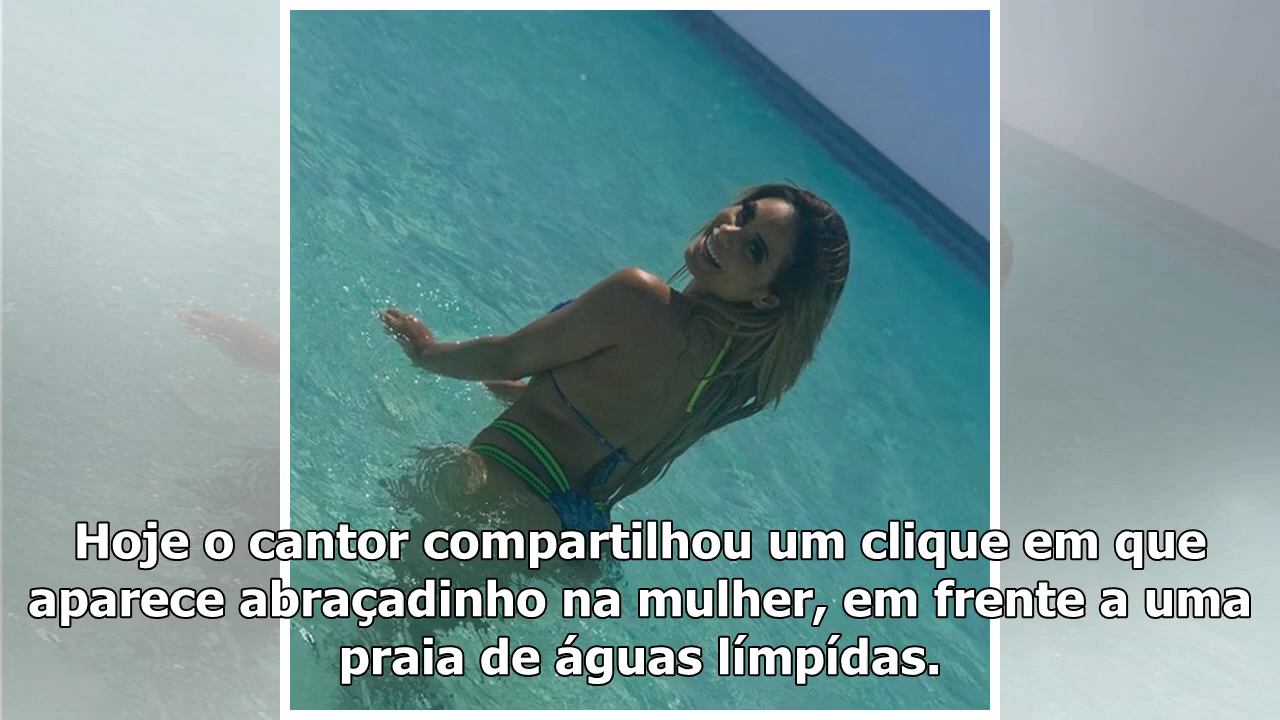 Hoje o cantor compartilhou um clique em que
aparece abraçadinho na mulher, em frente a uma
praia de águas límpídas.